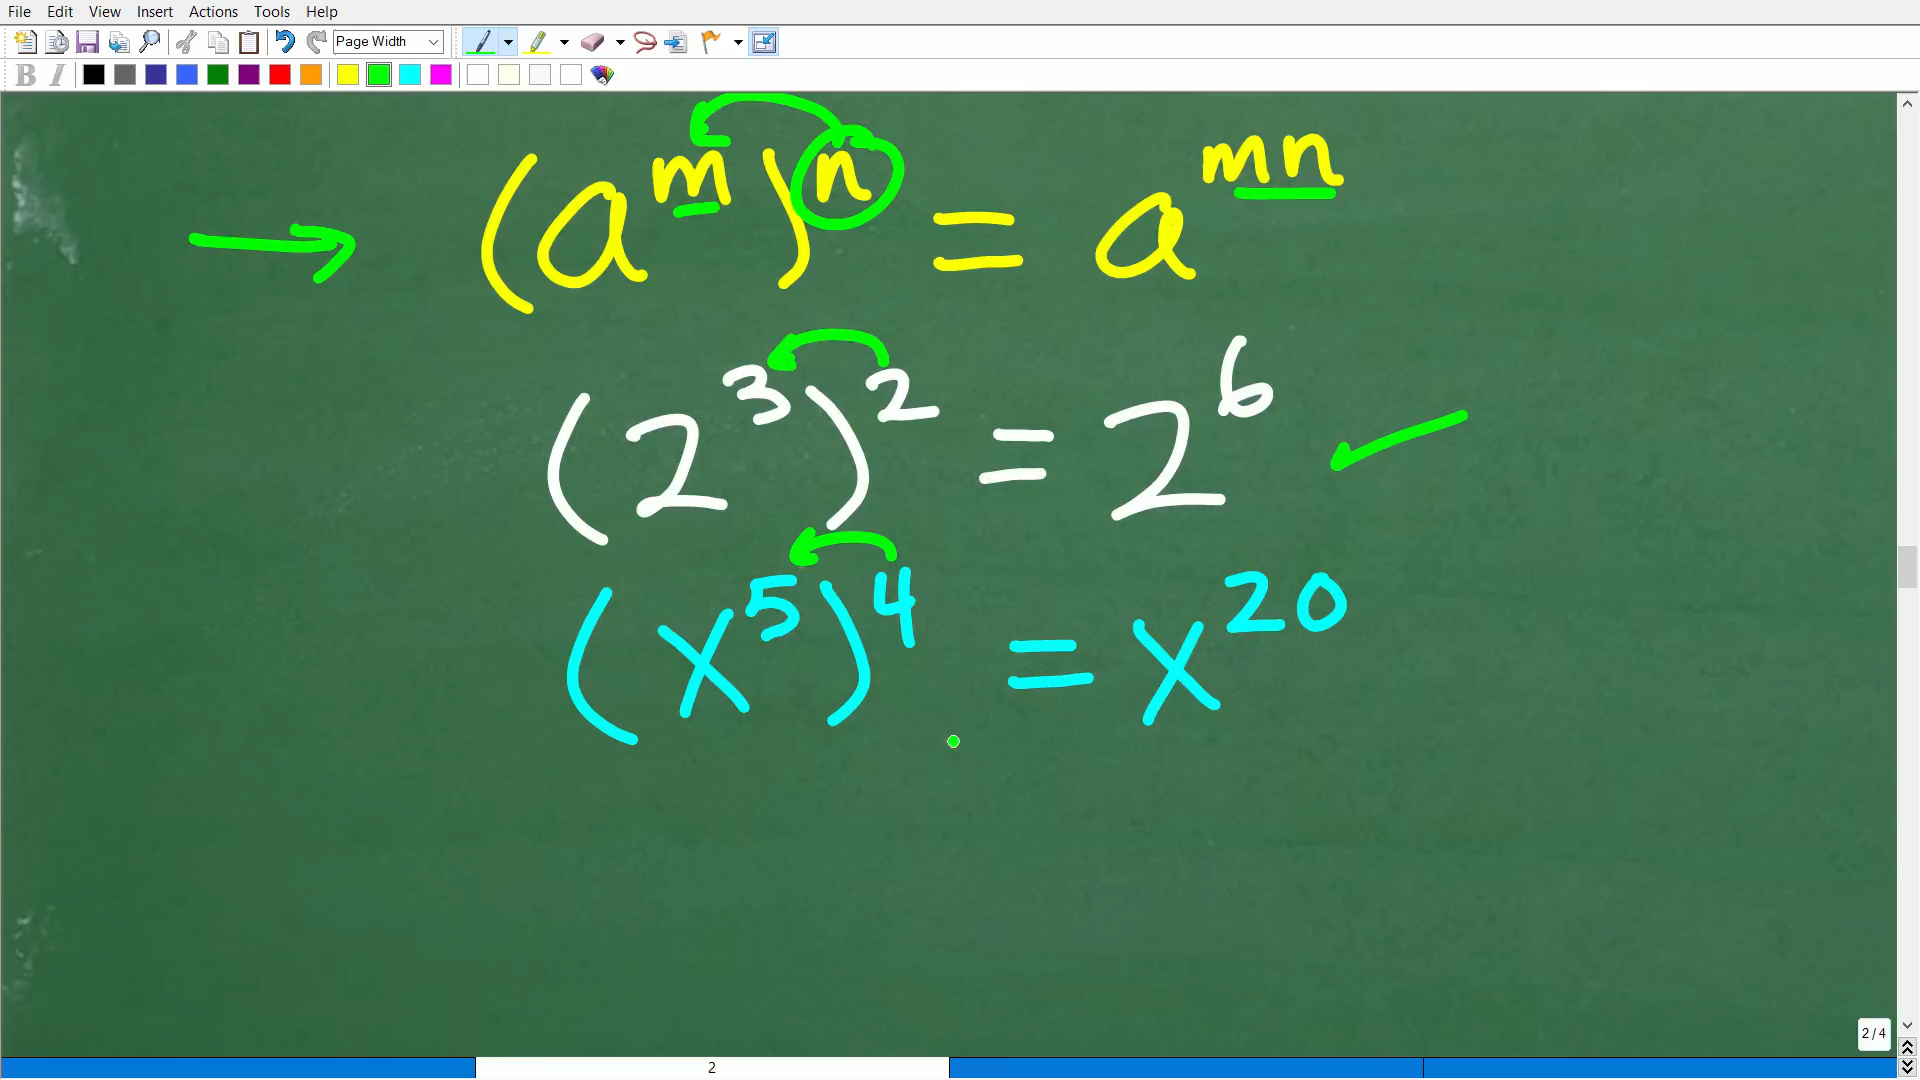 File Edit View Insert Actions Tools Help
Page Width
B I
(a^m)^n = a^mn
(2^3)^2 = 2^6
(x^5)^4 = x^20
2/4
2